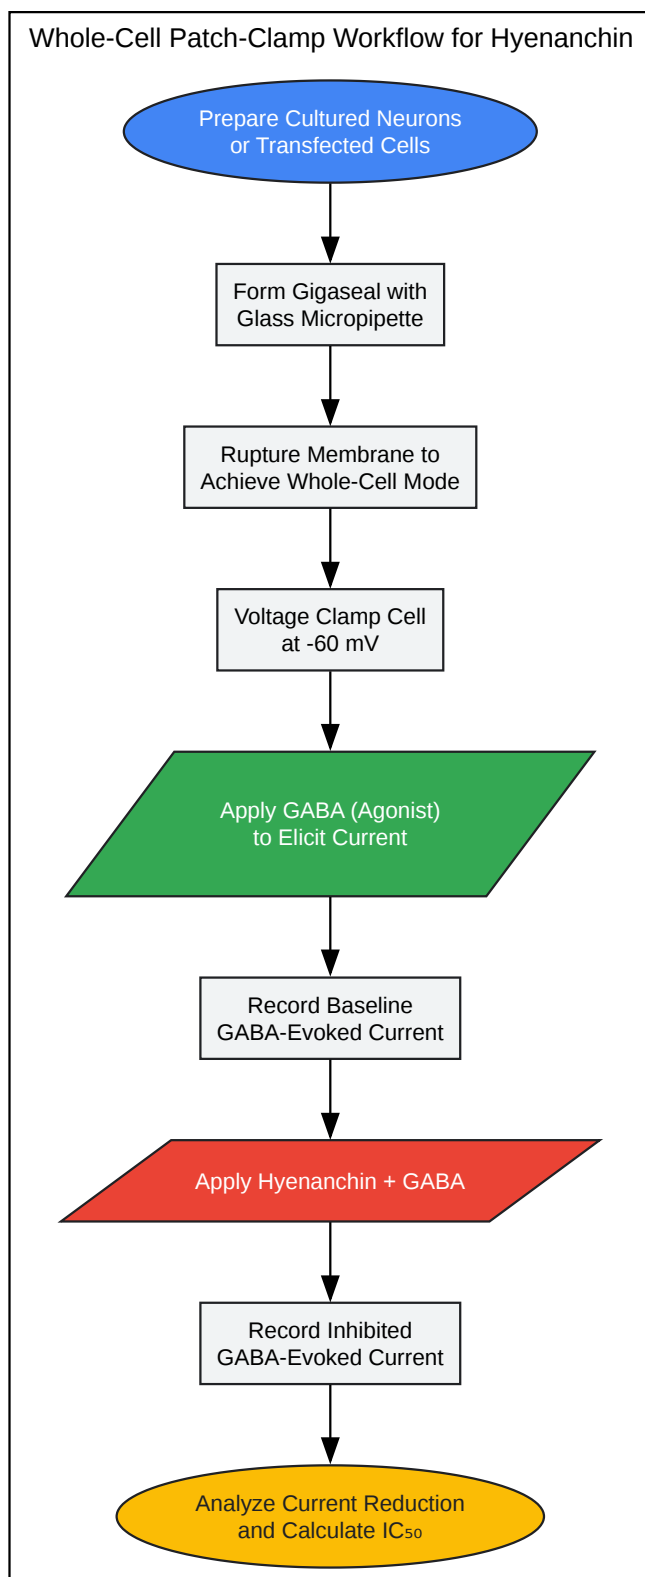 Whole-Cell Patch-Clamp Workflow for Hyenanchin
Prepare Cultured Neurons
or Transfected Cells
Form Gigaseal with
Glass Micropipette
Rupture Membrane to
Achieve Whole-Cell Mode
Voltage Clamp Cell
at -60 mV
Apply GABA (Agonist)
to Elicit Current
Record Baseline
GABA-Evoked Current
Apply Hyenanchin + GABA
Record Inhibited
GABA-Evoked Current
Analyze Current Reduction
and Calculate IC₅₀